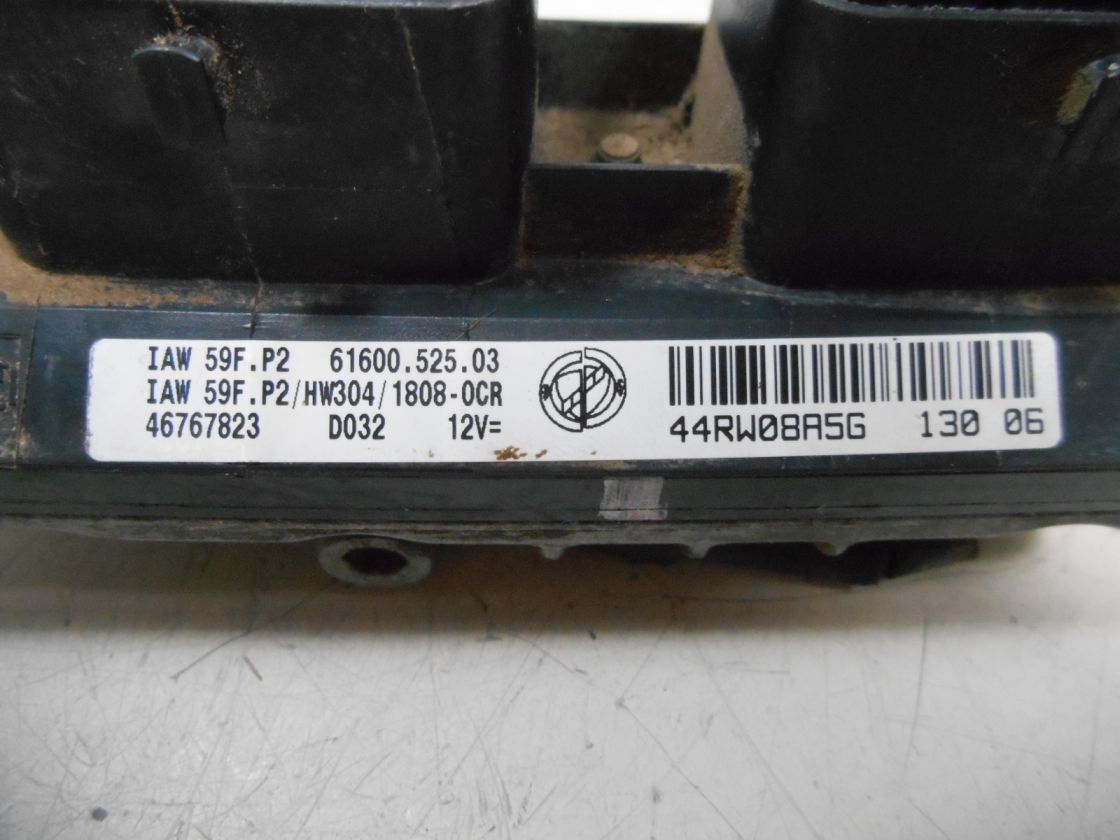 IAW 59F.P2 61600.525.03
IAW 59F.P2/HW304/1808-0CR
46767823 D032 12V=
44RW08A5G 130 06